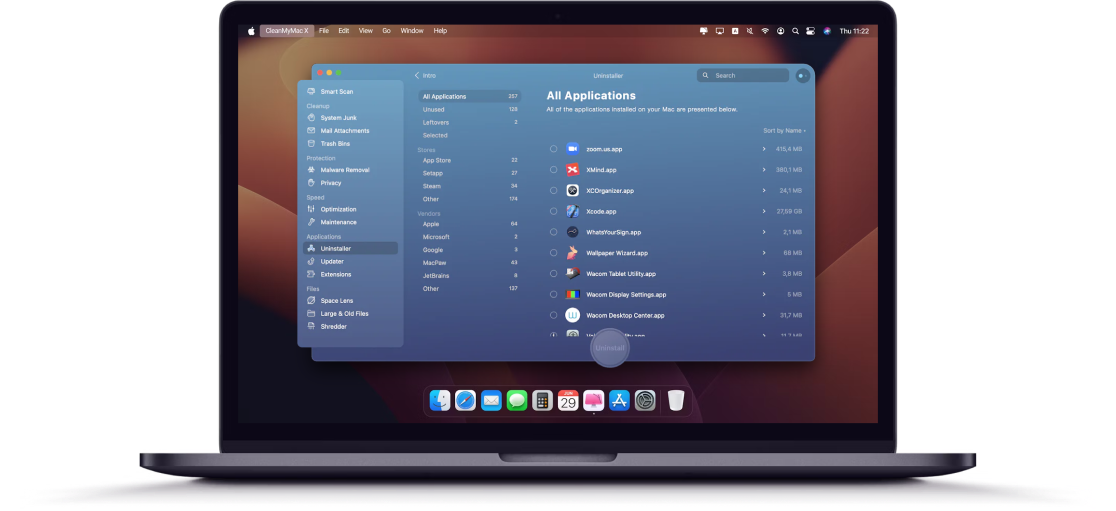 CleanMyMac X File Edit View Go Window Help
Thu 11:22
Intro
Uninstaller
Search
Smart Scan
Cleanup
System Junk
Mail Attachments
Trash Bins
Protection
Malware Removal
Privacy
Speed
Optimization
Maintenance
Applications
Uninstaller
Updater
Extensions
Files
Space Lens
Large & Old Files
Shredder
All Applications 357
Unused 128
Leftovers 2
Selected
Stores
App Store 22
Setapp 27
Steam 34
Other 174
Vendors
Apple 64
Microsoft 2
Google 3
MacPaw 43
JetBrains 8
Other 137
All Applications
All of the applications installed on your Mac are presented below.
Sort by Name
zoom.us.app 415,4 MB
XMind.app 380,1 MB
XCOrganizer.app 34,1 MB
Xcode.app 27,59 GB
WhatsYourSign.app 2,1 MB
Wallpaper Wizard.app 66 MB
Wacom Tablet Utility.app 3,8 MB
Wacom Display Settings.app 5 MB
Wacom Desktop Center.app 31,7 MB
Uninstall
29